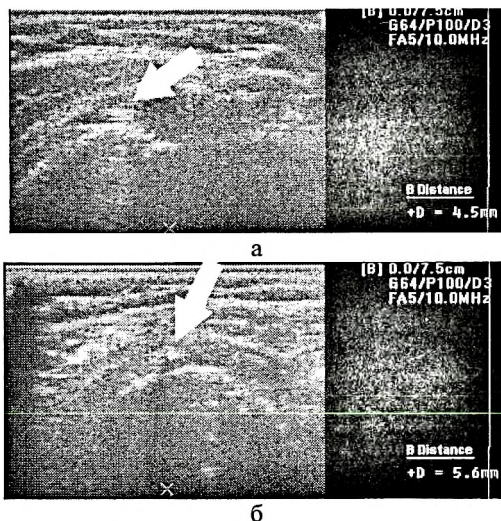 [B] 0.0/7.5cm
G64/P100/D3
FA5/10.0MHz
B Distance
+D = 4.5mm
а
[B] 0.0/7.5cm
G64/P100/D3
FA5/10.0MHz
B Distance
+D = 5.6mm
б